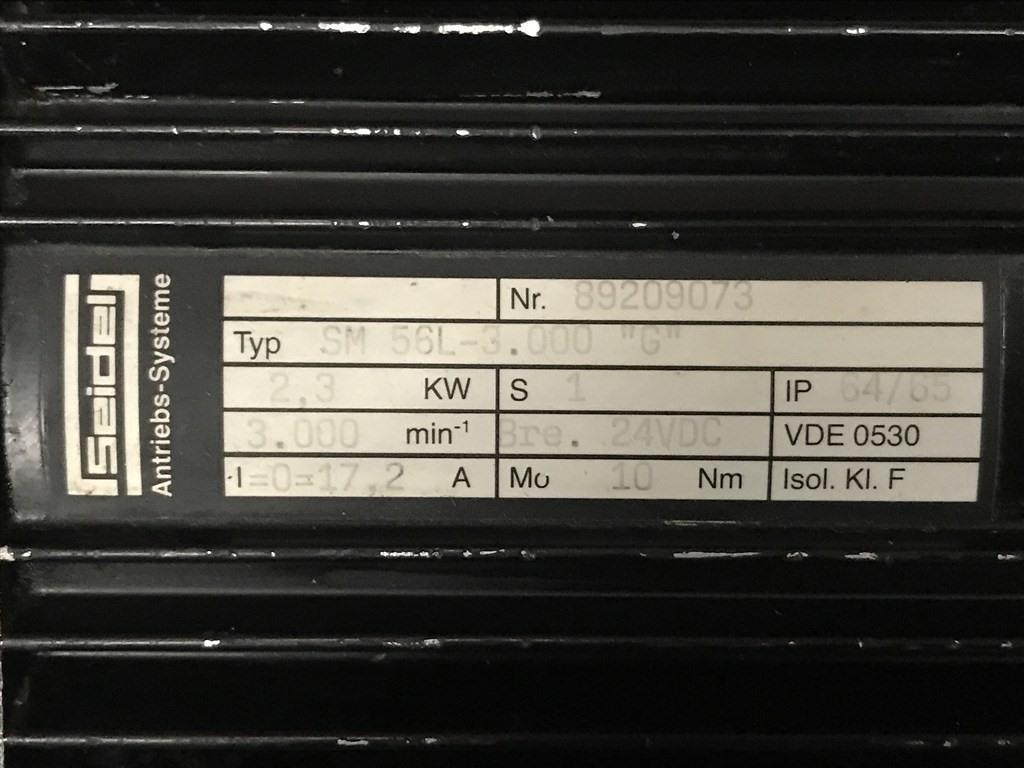 Seidel
Antriebs-Systeme
Nr. 89209073
Typ SM 56L-3.000 "G"
2,3 KW S 1 IP 64/65
3.000 min-1 Bre. 24VDC VDE 0530
I=0=17,2 A Mo 10 Nm Isol. Kl. F